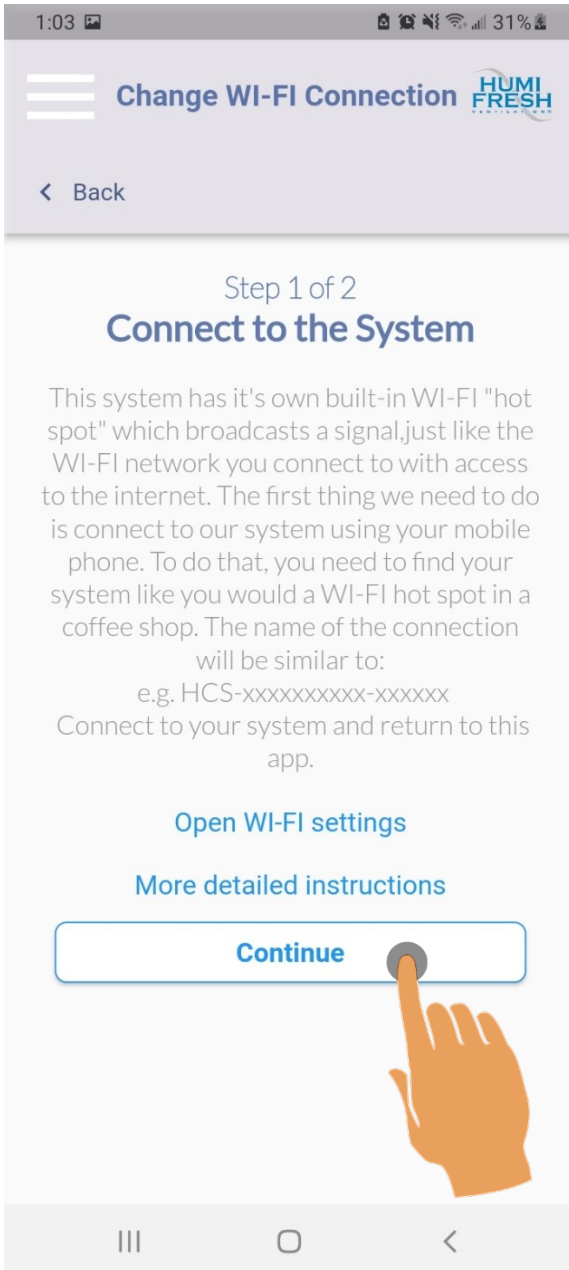 1:03 31%
Change WI-FI Connection HUMI
FRESH
Back
Step 1 of 2
Connect to the System
This system has it's own built-in WI-FI "hot
spot" which broadcasts a signal,just like the
WI-FI network you connect to with access
to the internet. The first thing we need to do
is connect to our system using your mobile
phone. To do that, you need to find your
system like you would a WI-FI hot spot in a
coffee shop. The name of the connection
will be similar to:
e.g. HCS-xxxxxxxxxx-xxxxxx
Connect to your system and return to this
app.
Open WI-FI settings
More detailed instructions
Continue